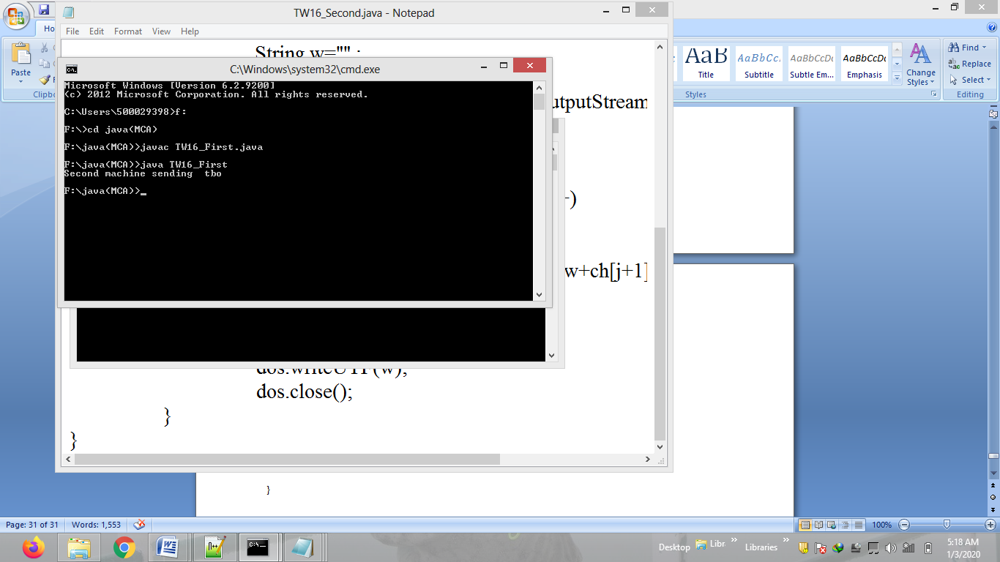 TW16_Second.java - Notepad
File Edit Format View Help
String w="" ;
C:\Windows\system32\cmd.exe
Microsoft Windows [Version 6.2.9200]
(c) 2012 Microsoft Corporation. All rights reserved.
C:\Users\500029398>f:
F:\>cd java(MCA)
F:\java(MCA)>javac TW16_First.java
F:\java(MCA)>java TW16_First
Second machine sending tbo
F:\java(MCA)>_
utputStream
+)
w+ch[j+1]
dos.writeUTF(w);
dos.close();
}
}
}
Ho
Paste
Clipb
AaB
Title
AaBbCc.
Subtitle
AaBbCcDc
Subtle Em...
AaBbCcDc
Emphasis
Change
Styles
Styles
Find
Replace
Select
Editing
Page: 31 of 31
Words: 1,553
100%
Desktop
Libr
Libraries
5:18 AM
1/3/2020